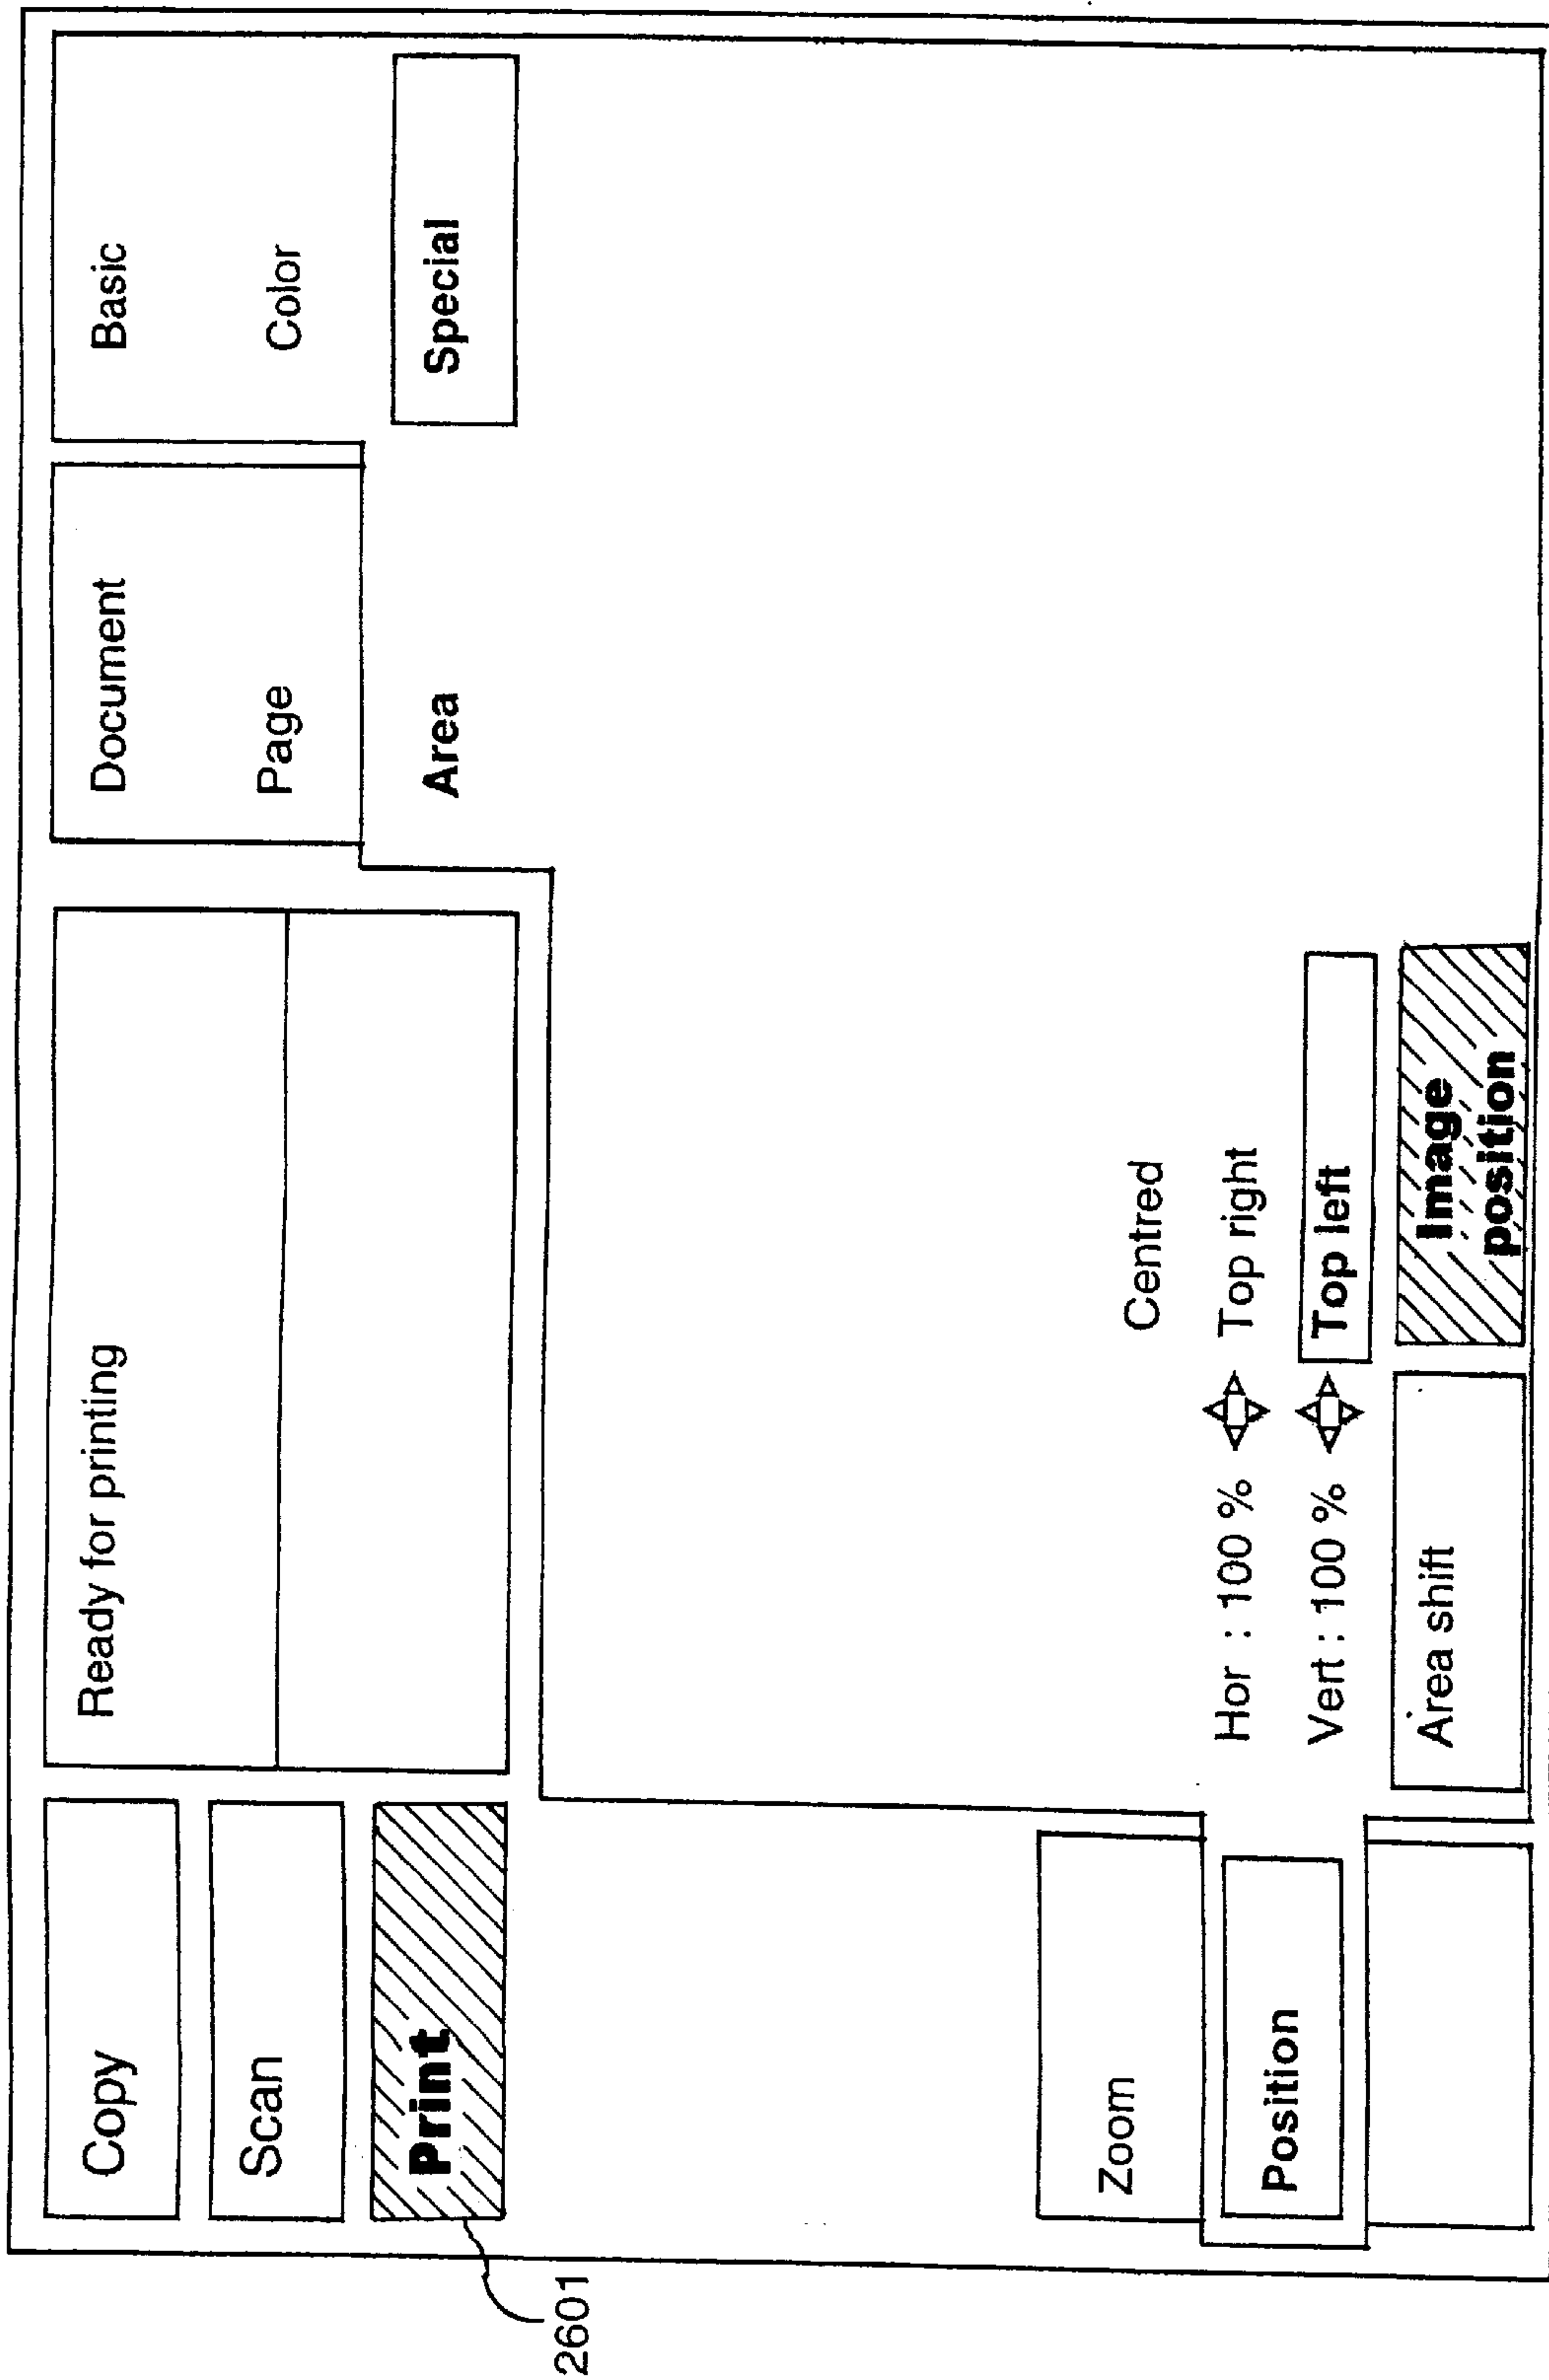 Copy
Scan
Print
2601
Ready for printing
Document
Page
Area
Basic
Color
Special
Zoom
Position
Centred
Hor : 100 % Top right
Vert : 100 % Top left
Area shift
Image
position